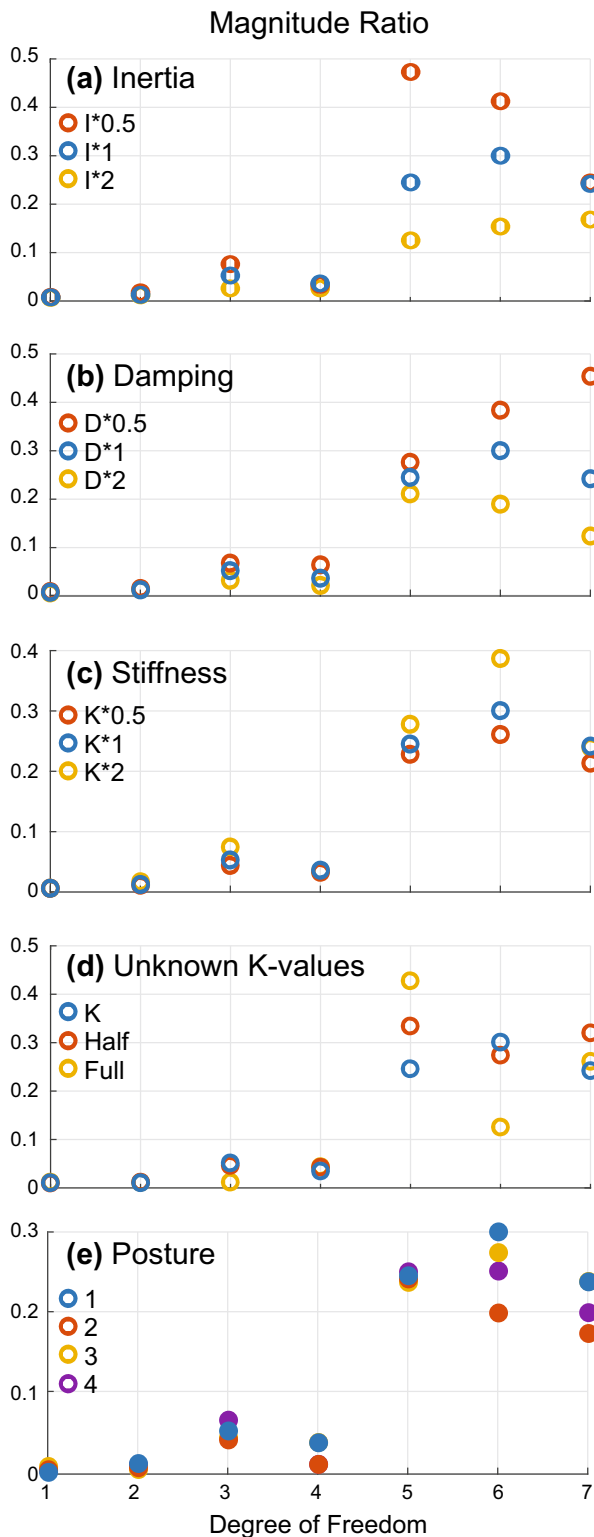 Magnitude Ratio
0.5
(a) Inertia
0.4
I*0.5
I*1
0.3
I*2
0.2
0.1
0
0.5
(b) Damping
0.4
D*0.5
D*1
0.3
D*2
0.2
0.1
0
0.4
(c) Stiffness
K*0.5
0.3
K*1
K*2
0.2
0.1
0
0.5
(d) Unknown K-values
0.4
K
Half
0.3
Full
0.2
0.1
0
0.3
(e) Posture
1
2
0.2
3
4
0.1
0
1 2 3 4 5 6 7
Degree of Freedom